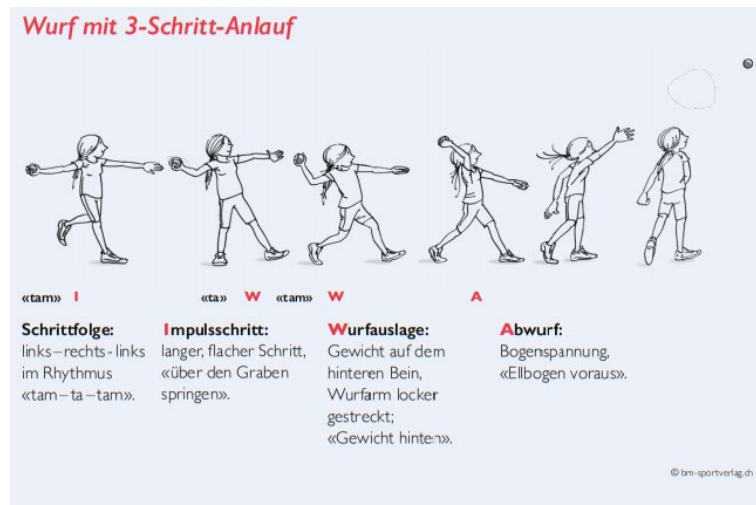 Wurf mit 3-Schritt-Anlauf
«tam» I «ta» W «tam» W A
Schrittfolge:
links–rechts-links
im Rhythmus
«tam–ta–tam».
Impulsschritt:
langer, flacher Schritt,
«über den Graben
springen».
Wurfauslage:
Gewicht auf dem
hinteren Bein,
Wurfarm locker
gestreckt;
«Gewicht hinten».
Abwurf:
Bogenspannung,
«Ellbogen voraus».
© bm-sportverlag.ch